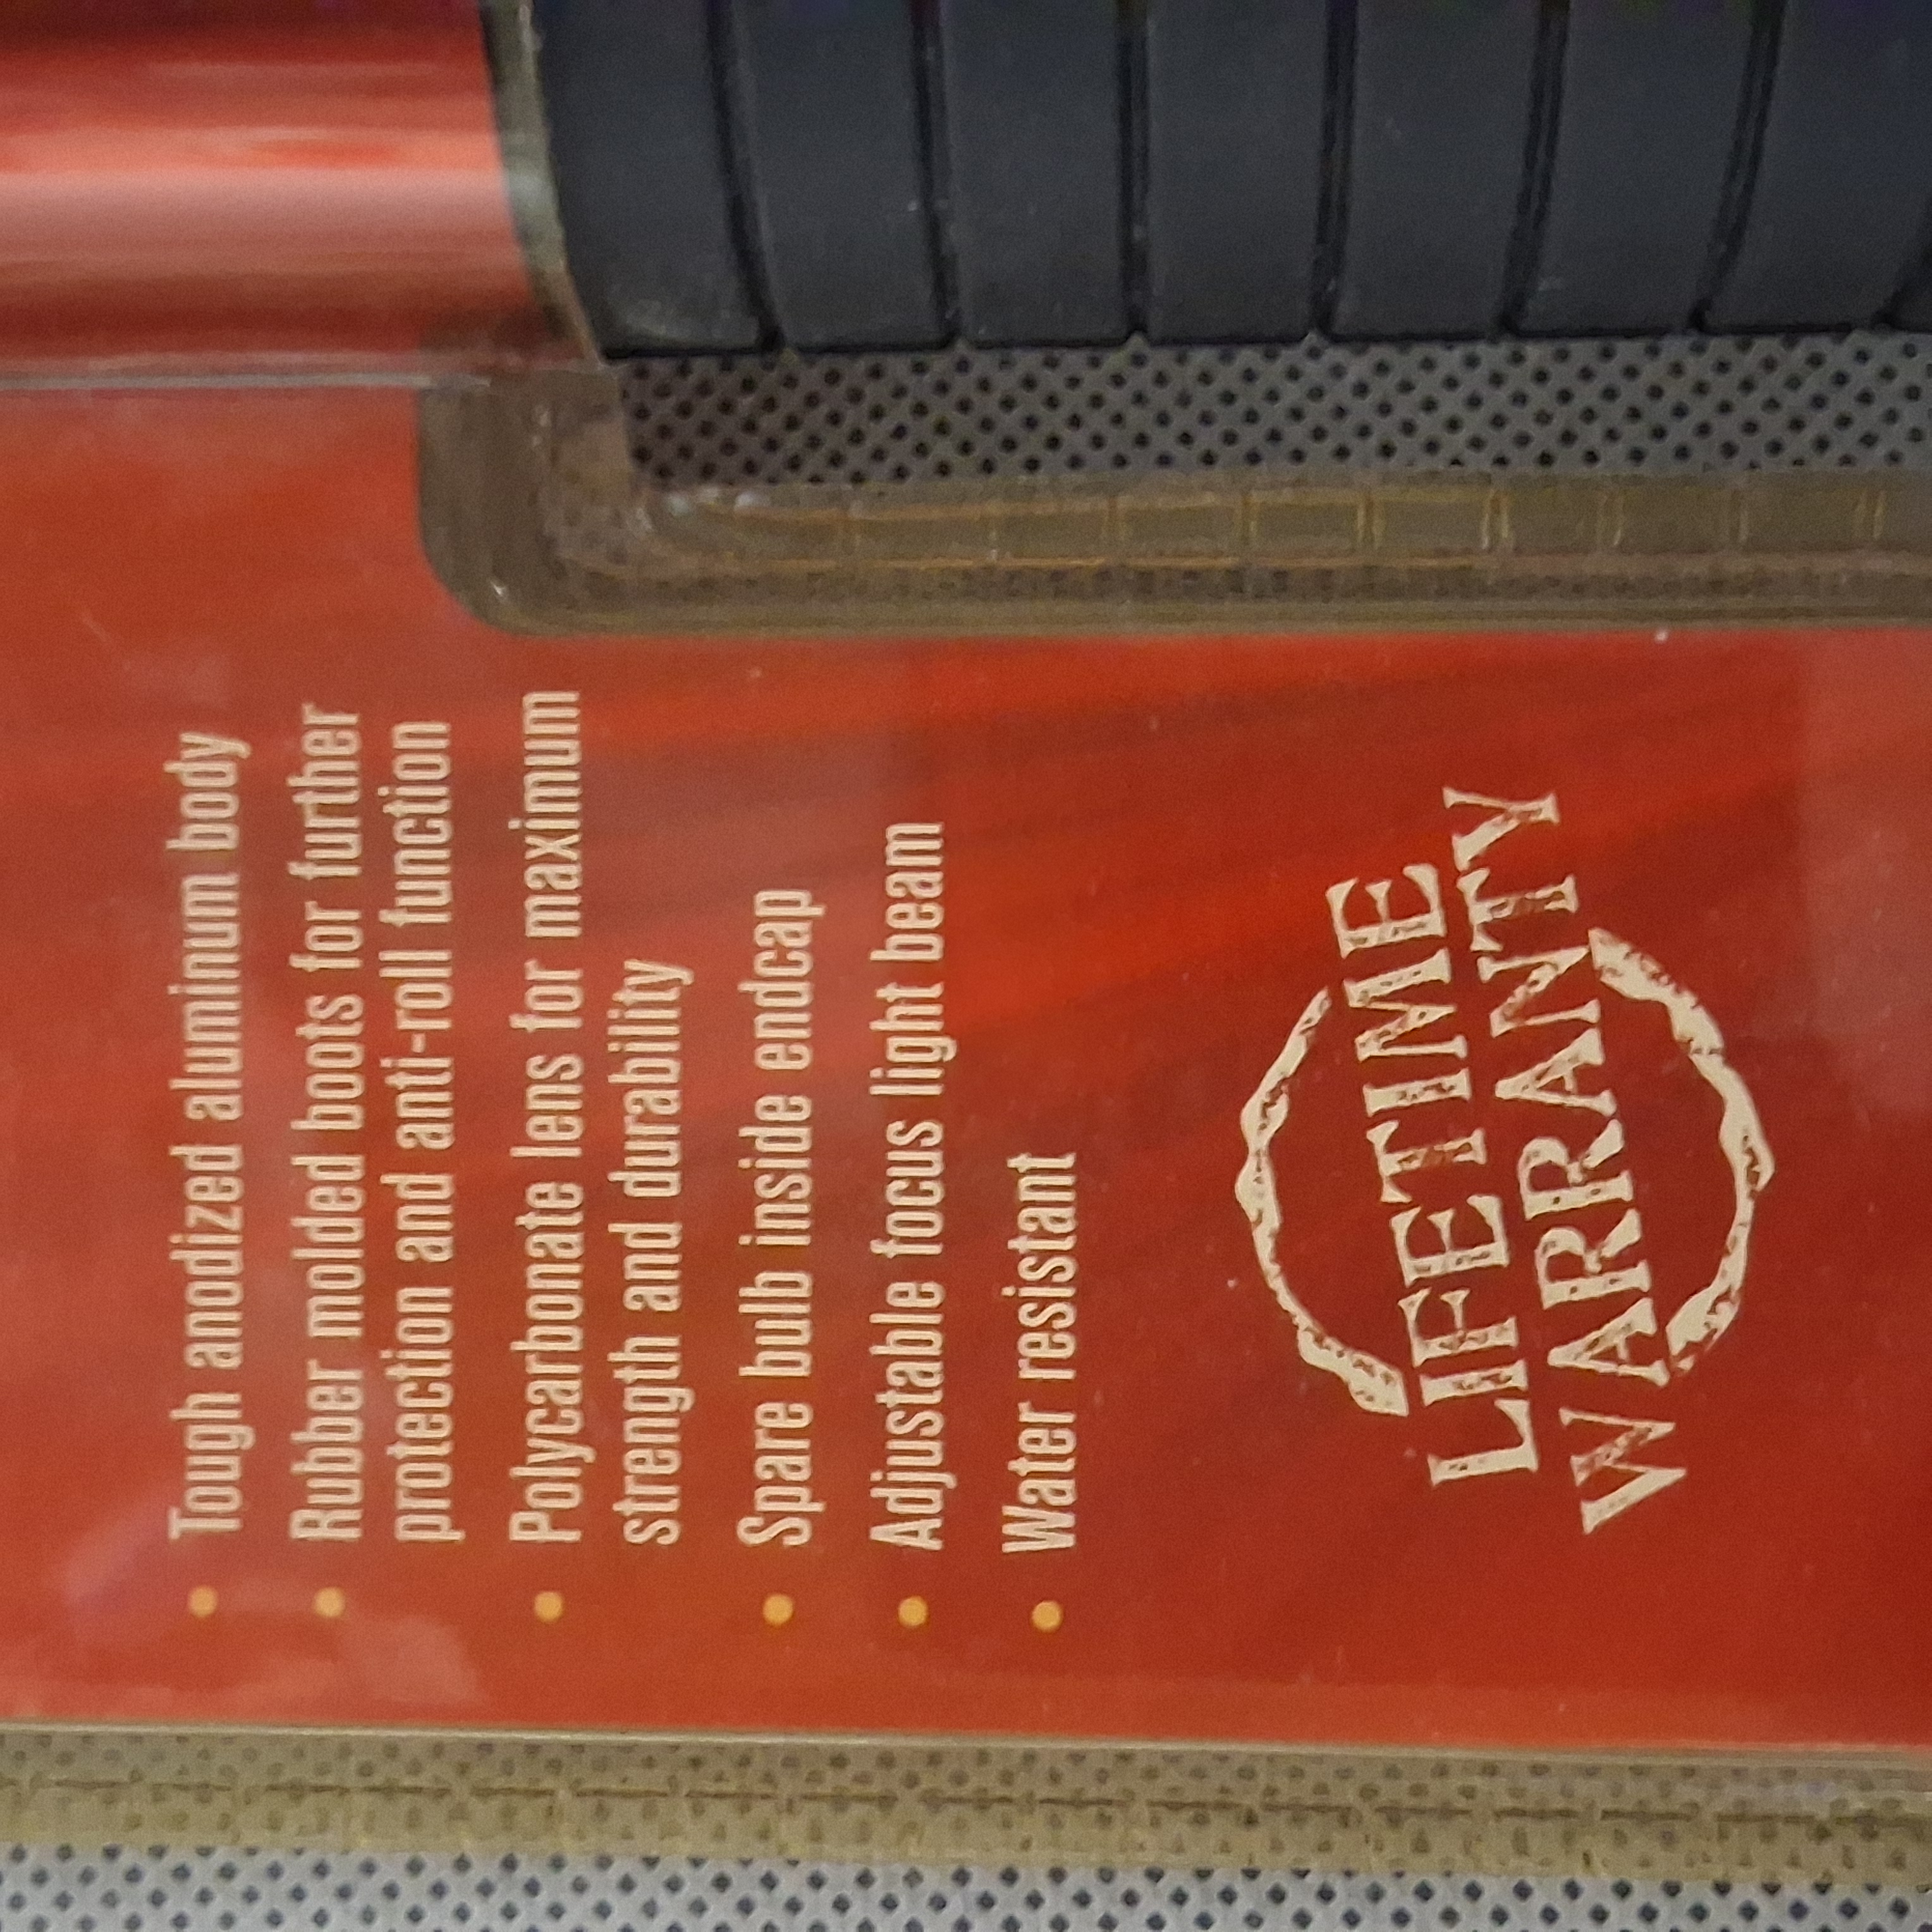 Tough anodized aluminum body
Rubber molded boots for further
protection and anti-roll function
Polycarbonate lens for maximum
strength and durability
Spare bulb inside endcap
Adjustable focus light beam
Water resistant
LIFETIME
WARRANTY